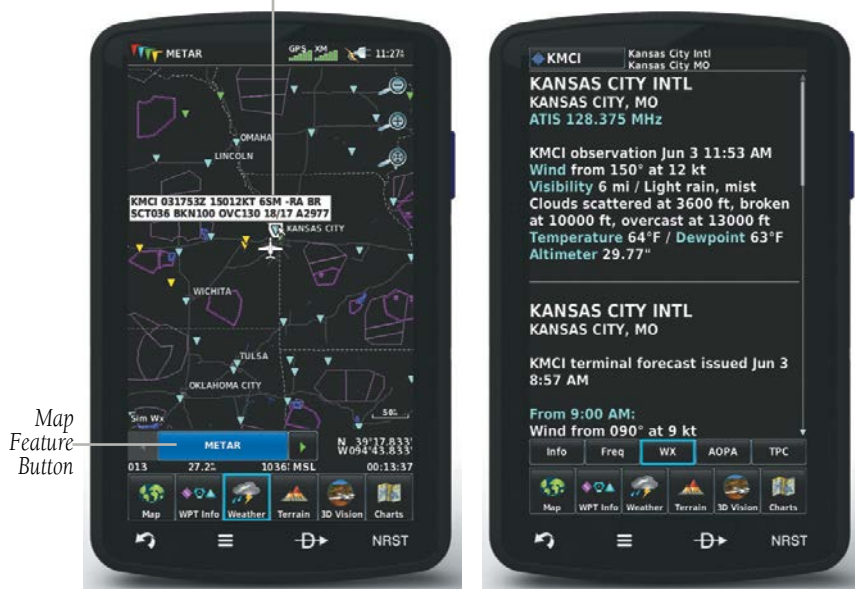 METAR
GPS XM 11:27
OMAHA
LINCOLN
KMCI 031753Z 15012KT 6SM -RA BR
SCT036 BKN100 OVC130 18/17 A2977
KANSAS CITY
WICHITA
TULSA
OKLAHOMA CITY
Sim Wx
50
Map
Feature
Button
METAR
N 39°17.833'
W094°43.833'
013 27.2 1036 MSL 00:13:37
Map WPT Info Weather Terrain 3D Vision Charts
D NRST
KMCI
Kansas City Intl
Kansas City MO
KANSAS CITY INTL
KANSAS CITY, MO
ATIS 128.375 MHz
KMCI observation Jun 3 11:53 AM
Wind from 150° at 12 kt
Visibility 6 mi / Light rain, mist
Clouds scattered at 3600 ft, broken
at 10000 ft, overcast at 13000 ft
Temperature 64°F / Dewpoint 63°F
Altimeter 29.77"
KANSAS CITY INTL
KANSAS CITY, MO
KMCI terminal forecast issued Jun 3
8:57 AM
From 9:00 AM:
Wind from 090° at 9 kt
Info Freq WX AOPA TPC
Map WPT Info Weather Terrain 3D Vision Charts
D NRST